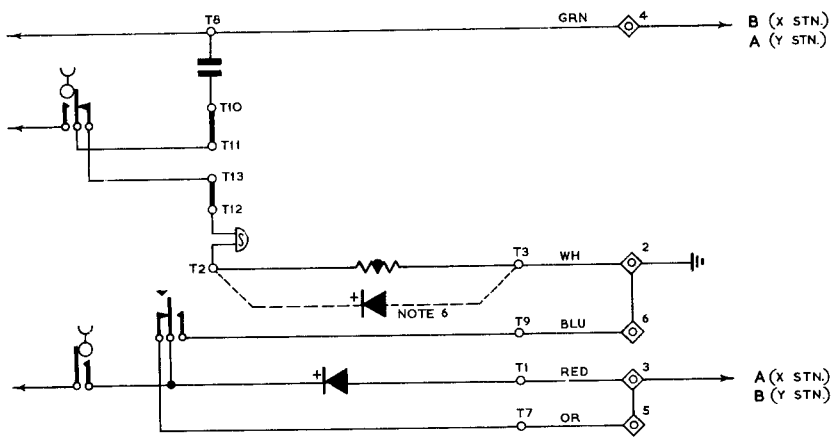 T8
GRN
4
B (X STN.)
A (Y STN.)
T10
T11
T13
T12
S
T2
T3
WH
2
+
NOTE 6
T9
BLU
6
+
T1
RED
3
A (X STN.)
B (Y STN.)
T7
OR
5